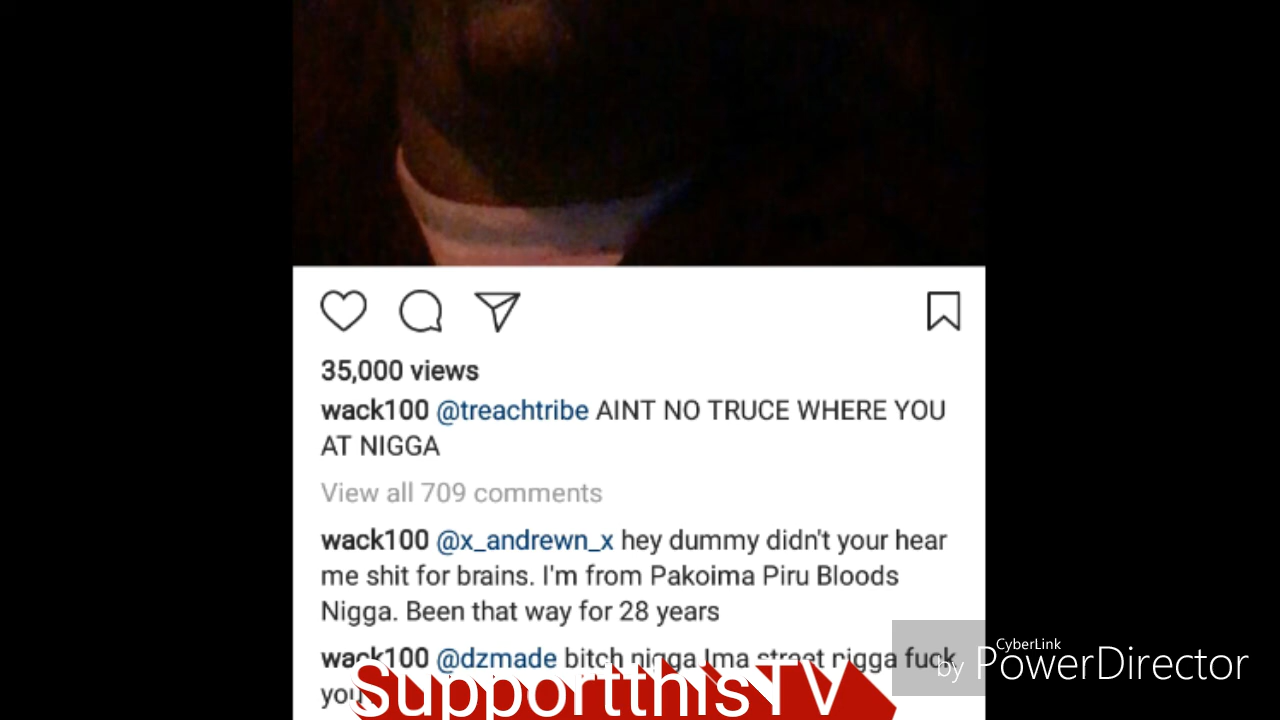 35,000 views
wack100 @treachtribe AINT NO TRUCE WHERE YOU
AT NIGGA
View all 709 comments
wack100 @x_andrewn_x hey dummy didn't your hear
me shit for brains. I'm from Pakoima Piru Bloods
Nigga. Been that way for 28 years
wack100 @dzmade bitch nigga Ima street nigga fuck
you
SupportthisTV
CyberLink
by PowerDirector